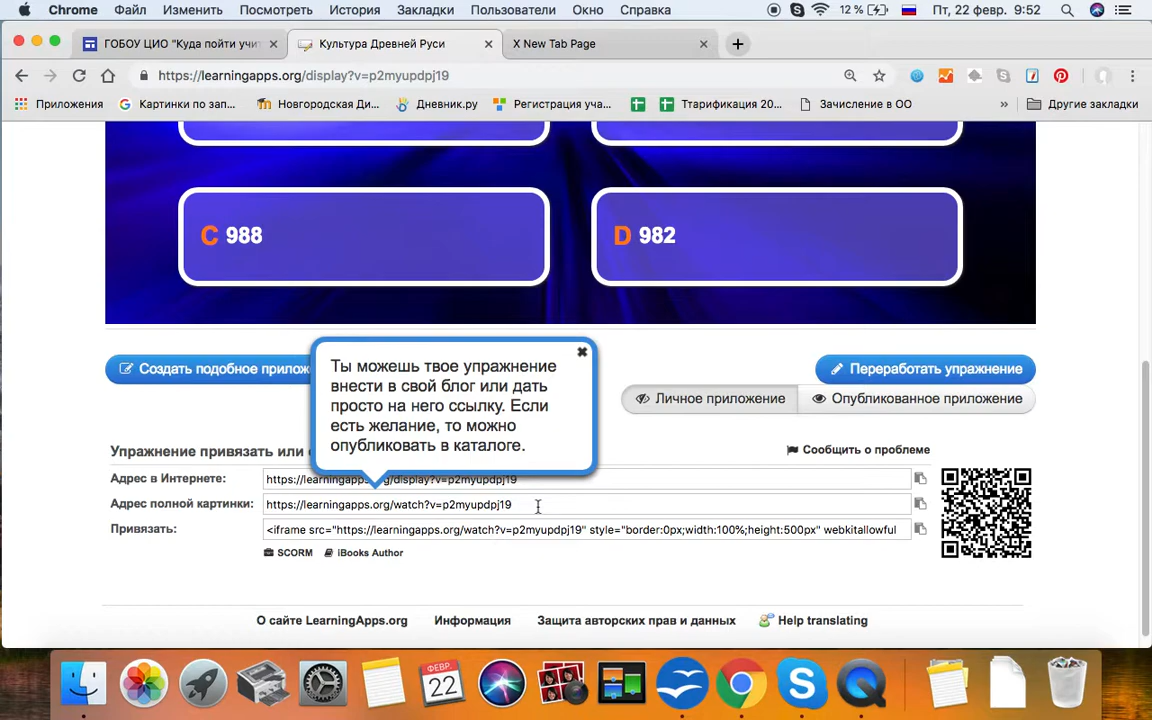 Chrome Файл Изменить Посмотреть История Закладки Пользователи Окно Справка 12 % Пт, 22 февр. 9:52
ГОБОУ ЦИО "Куда пойти учит
Культура Древней Руси
X New Tab Page
https://learningapps.org/display?v=p2myupdpj19
Приложения
Картинки по зап...
Новгородская Ди...
Дневник.ру
Регистрация уча...
Ттарификация 20...
Зачисление в ОО
» Другие закладки
C 988
D 982
Создать подобное прилож
Ты можешь твое упражнение
внести в свой блог или дать
просто на него ссылку. Если
есть желание, то можно
опубликовать в каталоге.
Переработать упражнение
Личное приложение
Опубликованное приложение
Упражнение привязать или
Сообщить о проблеме
Адрес в Интернете: https://learningapps.org/display?v=p2myupdpj19
Адрес полной картинки: https://learningapps.org/watch?v=p2myupdpj19
Привязать: <iframe src="https://learningapps.org/watch?v=p2myupdpj19" style="border:0px;width:100%;height:500px" webkitallowful
SCORM iBooks Author
О сайте LearningApps.org Информация Защита авторских прав и данных Help translating
ФЕВР.
22